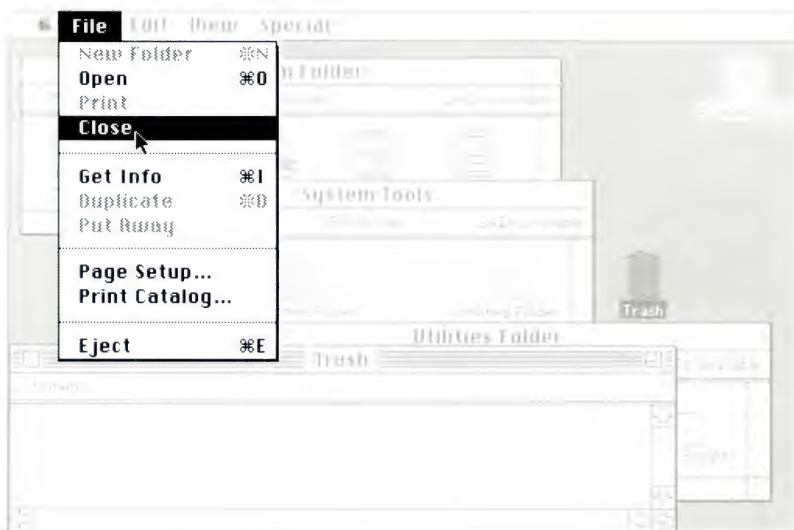 File Edit View Special
New Folder ⌘N
Open ⌘O
Print
Close
Get Info ⌘I
Duplicate ⌘D
Put Away
Page Setup...
Print Catalog...
Eject ⌘E
Folder
System Tools
Trash
Utilities Folder
Trash